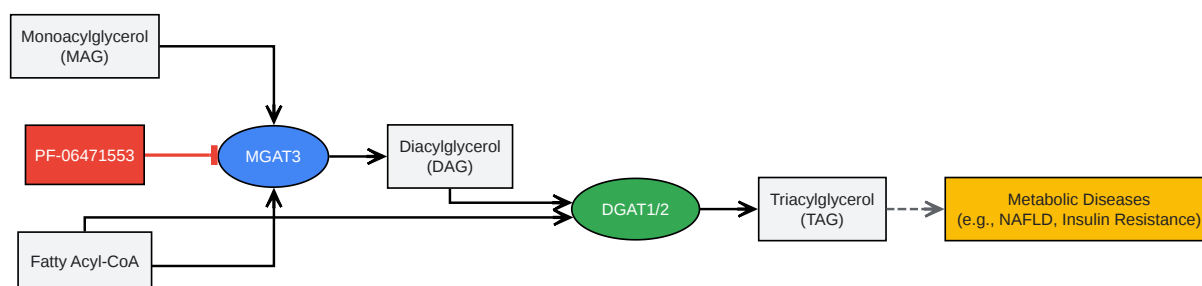 Monoacylglycerol
(MAG)
PF-06471553
MGAT3
Diacylglycerol
(DAG)
Fatty Acyl-CoA
DGAT1/2
Triacylglycerol
(TAG)
Metabolic Diseases
(e.g., NAFLD, Insulin Resistance)